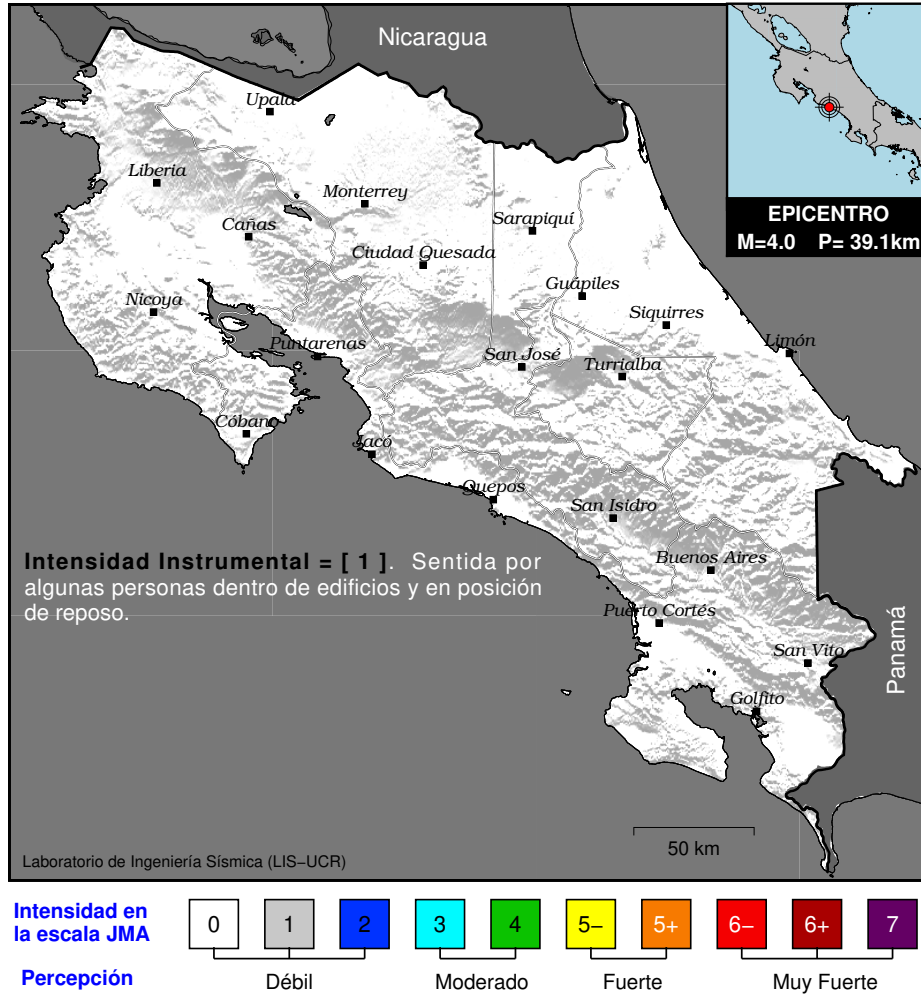 Nicaragua
Upala
Liberia
Monterrey
Cañas
Sarapiquí
Ciudad Quesada
Guápiles
Nicoya
Siquirres
Puntarenas
San José
Limón
Turrialba
Cóbano
Jacó
Quepos
San Isidro
Buenos Aires
Puerto Cortés
San Vito
Golfito
Panamá
EPICENTRO
M=4.0 P= 39.1km
Intensidad Instrumental = [ 1 ]. Sentida por
algunas personas dentro de edificios y en posición
de reposo.
50 km
Laboratorio de Ingeniería Sísmica (LIS−UCR)
Intensidad en
la escala JMA
0 1 2 3 4 5− 5+ 6− 6+ 7
Percepción
Débil Moderado Fuerte Muy Fuerte